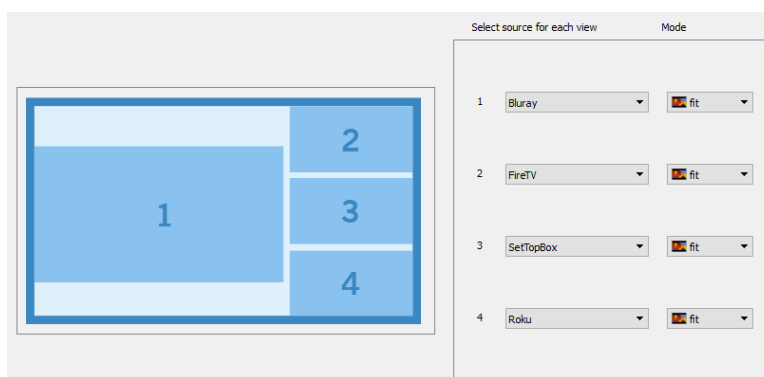 Select source for each view Mode
1 Bluray fit
2 FireTV fit
3 SetTopBox fit
4 Roku fit
1
2
3
4